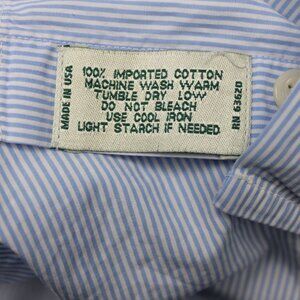 100% IMPORTED COTTON
MACHINE WASH WARM
TUMBLE DRY LOW
DO NOT BLEACH
USE COOL IRON
LIGHT STARCH IF NEEDED
MADE IN USA
RN 63620